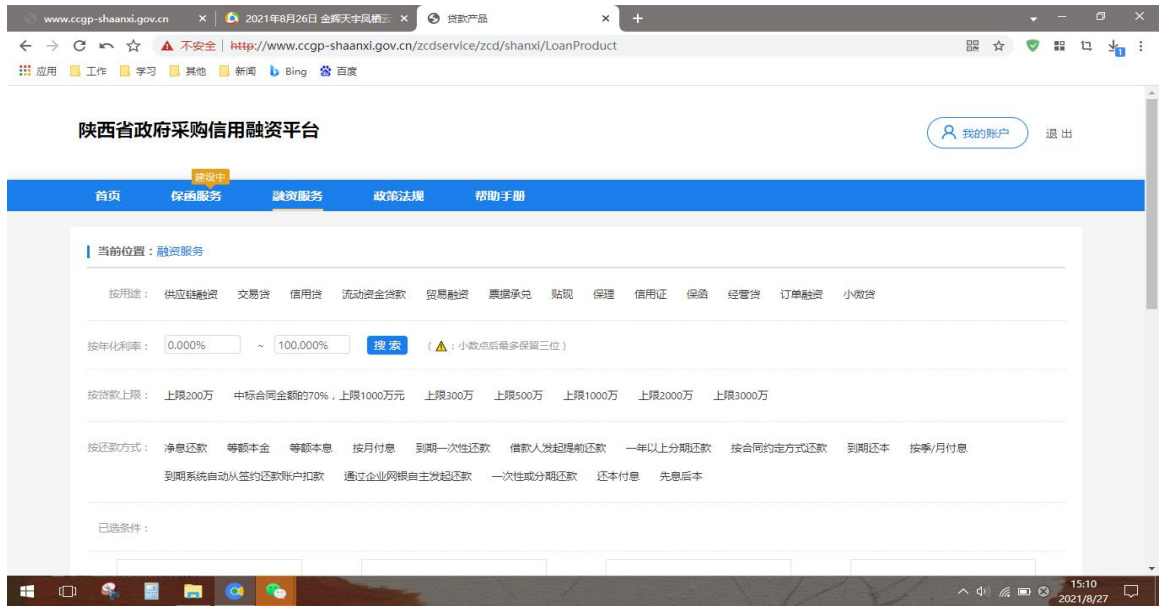 www.ccgp-shaanxi.gov.cn
2021年8月26日 金辉天宇凤栖云
贷款产品
不安全 | http://www.ccgp-shaanxi.gov.cn/zcdservice/zcd/shanxi/LoanProduct
应用 工作 学习 其他 新闻 Bing 百度
陕西省政府采购信用融资平台
我的账户 退出
建设中
首页 保函服务 融资服务 政策法规 帮助手册
当前位置：融资服务
按用途： 供应链融资 交易贷 信用贷 流动资金贷款 贸易融资 票据承兑 贴现 保理 信用证 保函 经营贷 订单融资 小微贷
按年化利率： 0.000% ~ 100.000% 搜索 （ ：小数点后最多保留三位）
按贷款上限： 上限200万 中标合同金额的70%，上限1000万元 上限300万 上限500万 上限1000万 上限2000万 上限3000万
按还款方式： 净息还款 等额本金 等额本息 按月付息 到期一次性还款 借款人发起提前还款 一年以上分期还款 按合同约定方式还款 到期还本 按季/月付息
到期系统自动从签约还款账户扣款 通过企业网银自主发起还款 一次性或分期还款 还本付息 先息后本
已选条件：
15:10
2021/8/27